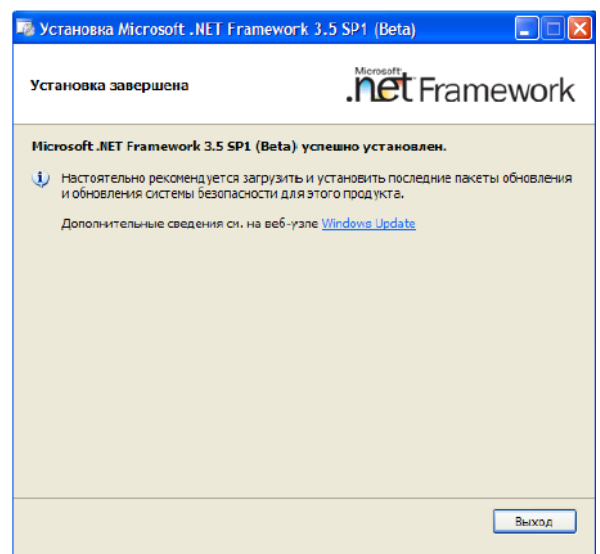 Установка Microsoft .NET Framework 3.5 SP1 (Beta)
Установка завершена
Microsoft
.net Framework
Microsoft .NET Framework 3.5 SP1 (Beta) успешно установлен.
Настоятельно рекомендуется загрузить и установить последние пакеты обновления
и обновления системы безопасности для этого продукта.
Дополнительные сведения см. на веб-узле Windows Update
Выход